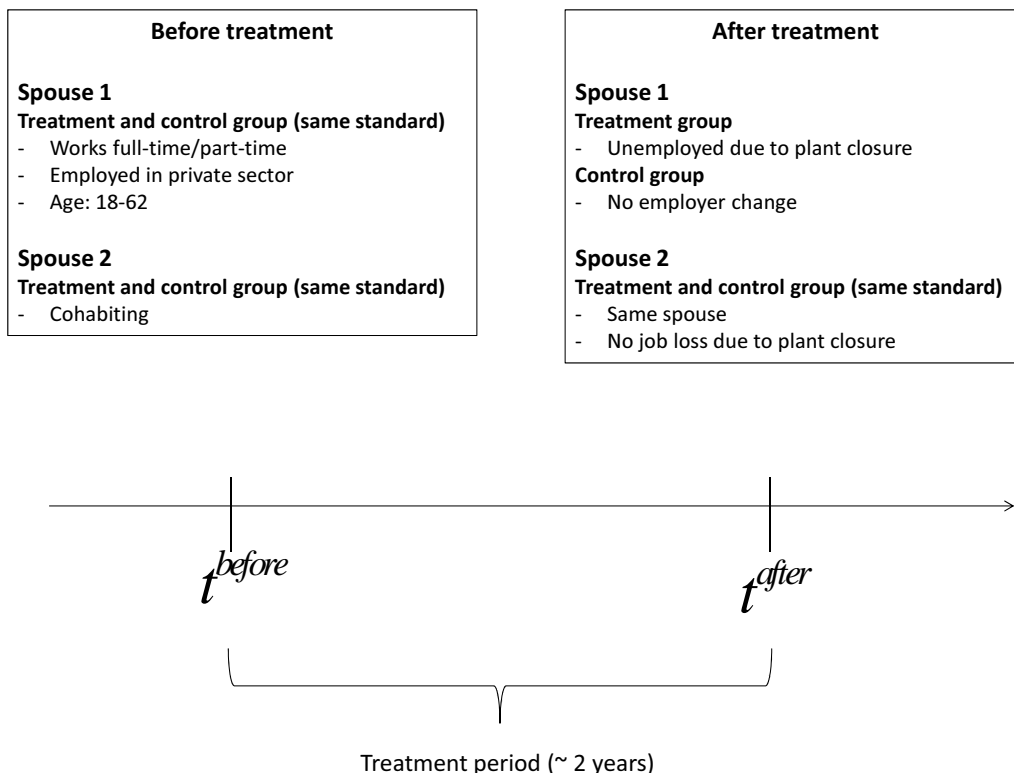 Before treatment
Spouse 1
Treatment and control group (same standard)
- Works full-time/part-time
- Employed in private sector
- Age: 18-62
Spouse 2
Treatment and control group (same standard)
- Cohabiting
After treatment
Spouse 1
Treatment group
- Unemployed due to plant closure
Control group
- No employer change
Spouse 2
Treatment and control group (same standard)
- Same spouse
- No job loss due to plant closure
t^before
t^after
Treatment period (~ 2 years)